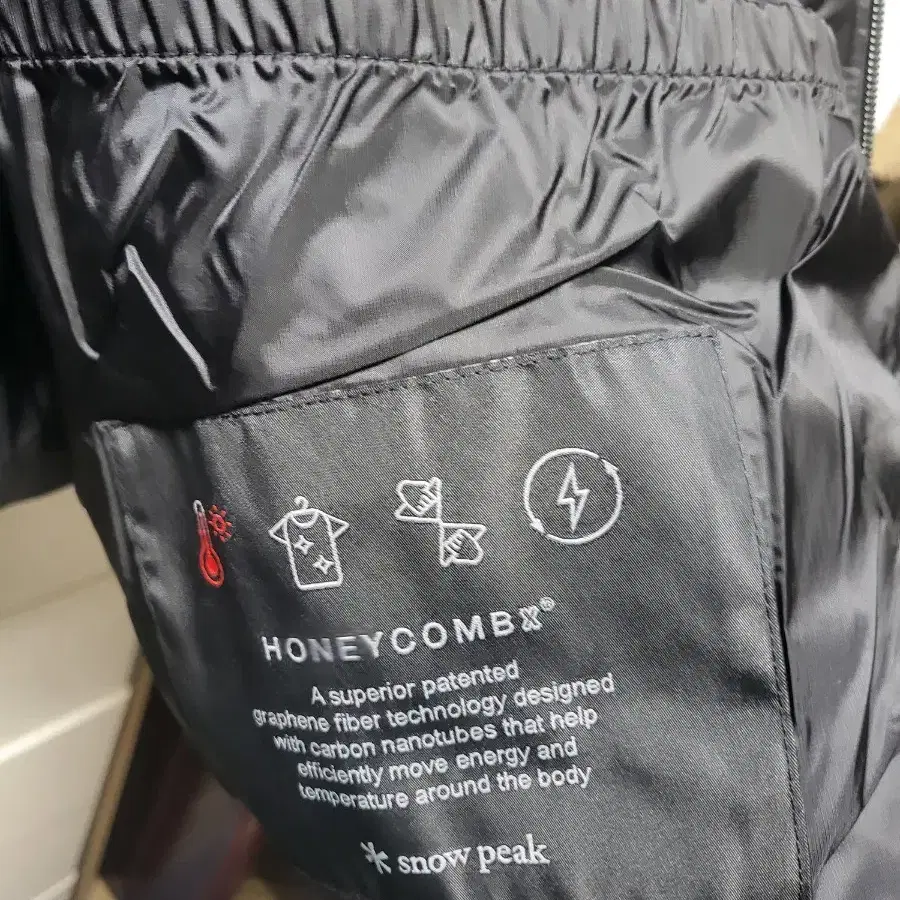 HONEYCOMBX®
A superior patented
graphene fiber technology designed
with carbon nanotubes that help
efficiently move energy and
temperature around the body
snow peak